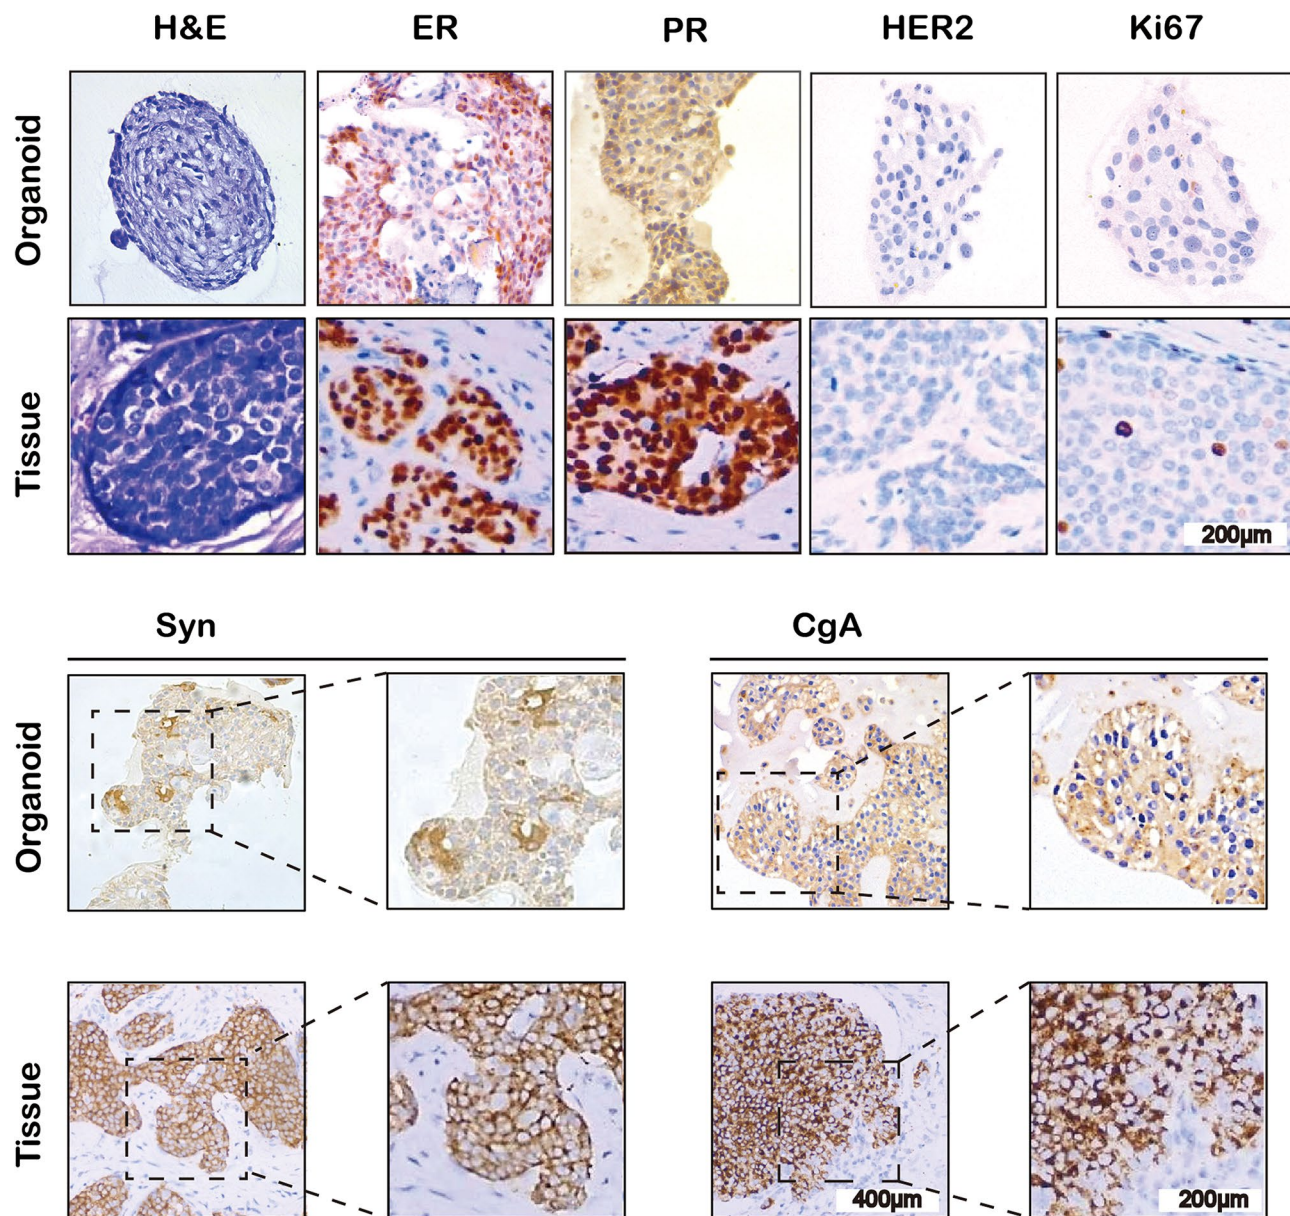 H&E ER PR HER2 Ki67
Organoid
Tissue
200μm
Syn CgA
Organoid
Tissue
400μm 200μm